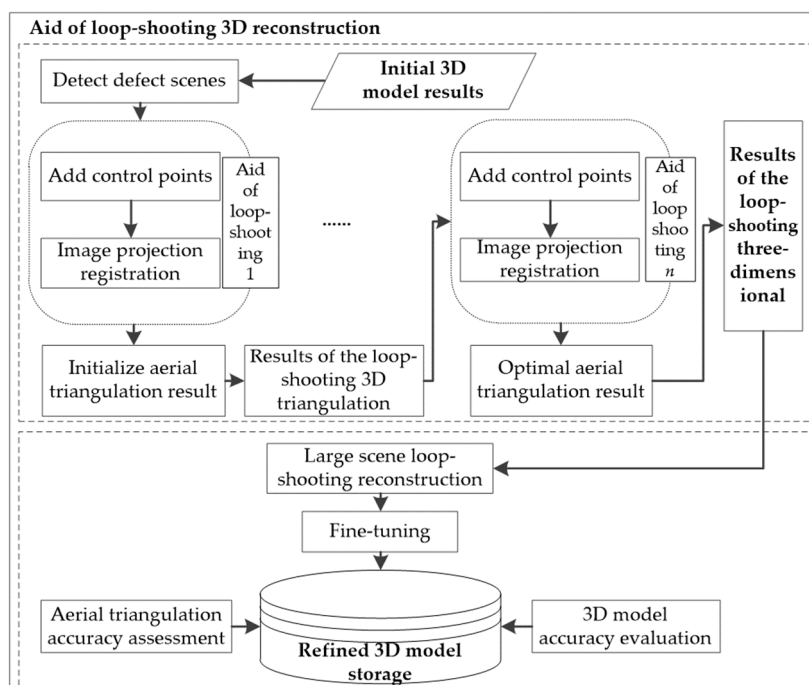 Aid of loop-shooting 3D reconstruction
Detect defect scenes
Initial 3D
model results
Add control points
Image projection
registration
Aid
of
loop-
shoot
ing
1
......
Add control points
Image projection
registration
Aid
of
loop
shoo
ting
n
Results
of the
loop-
shooting
three-
dimens
ional
Initialize aerial
triangulation result
Results of the loop-
shooting 3D
triangulation
Optimal aerial
triangulation result
Large scene loop-
shooting reconstruction
Fine-tuning
Aerial triangulation
accuracy assessment
Refined 3D model
storage
3D model
accuracy evaluation